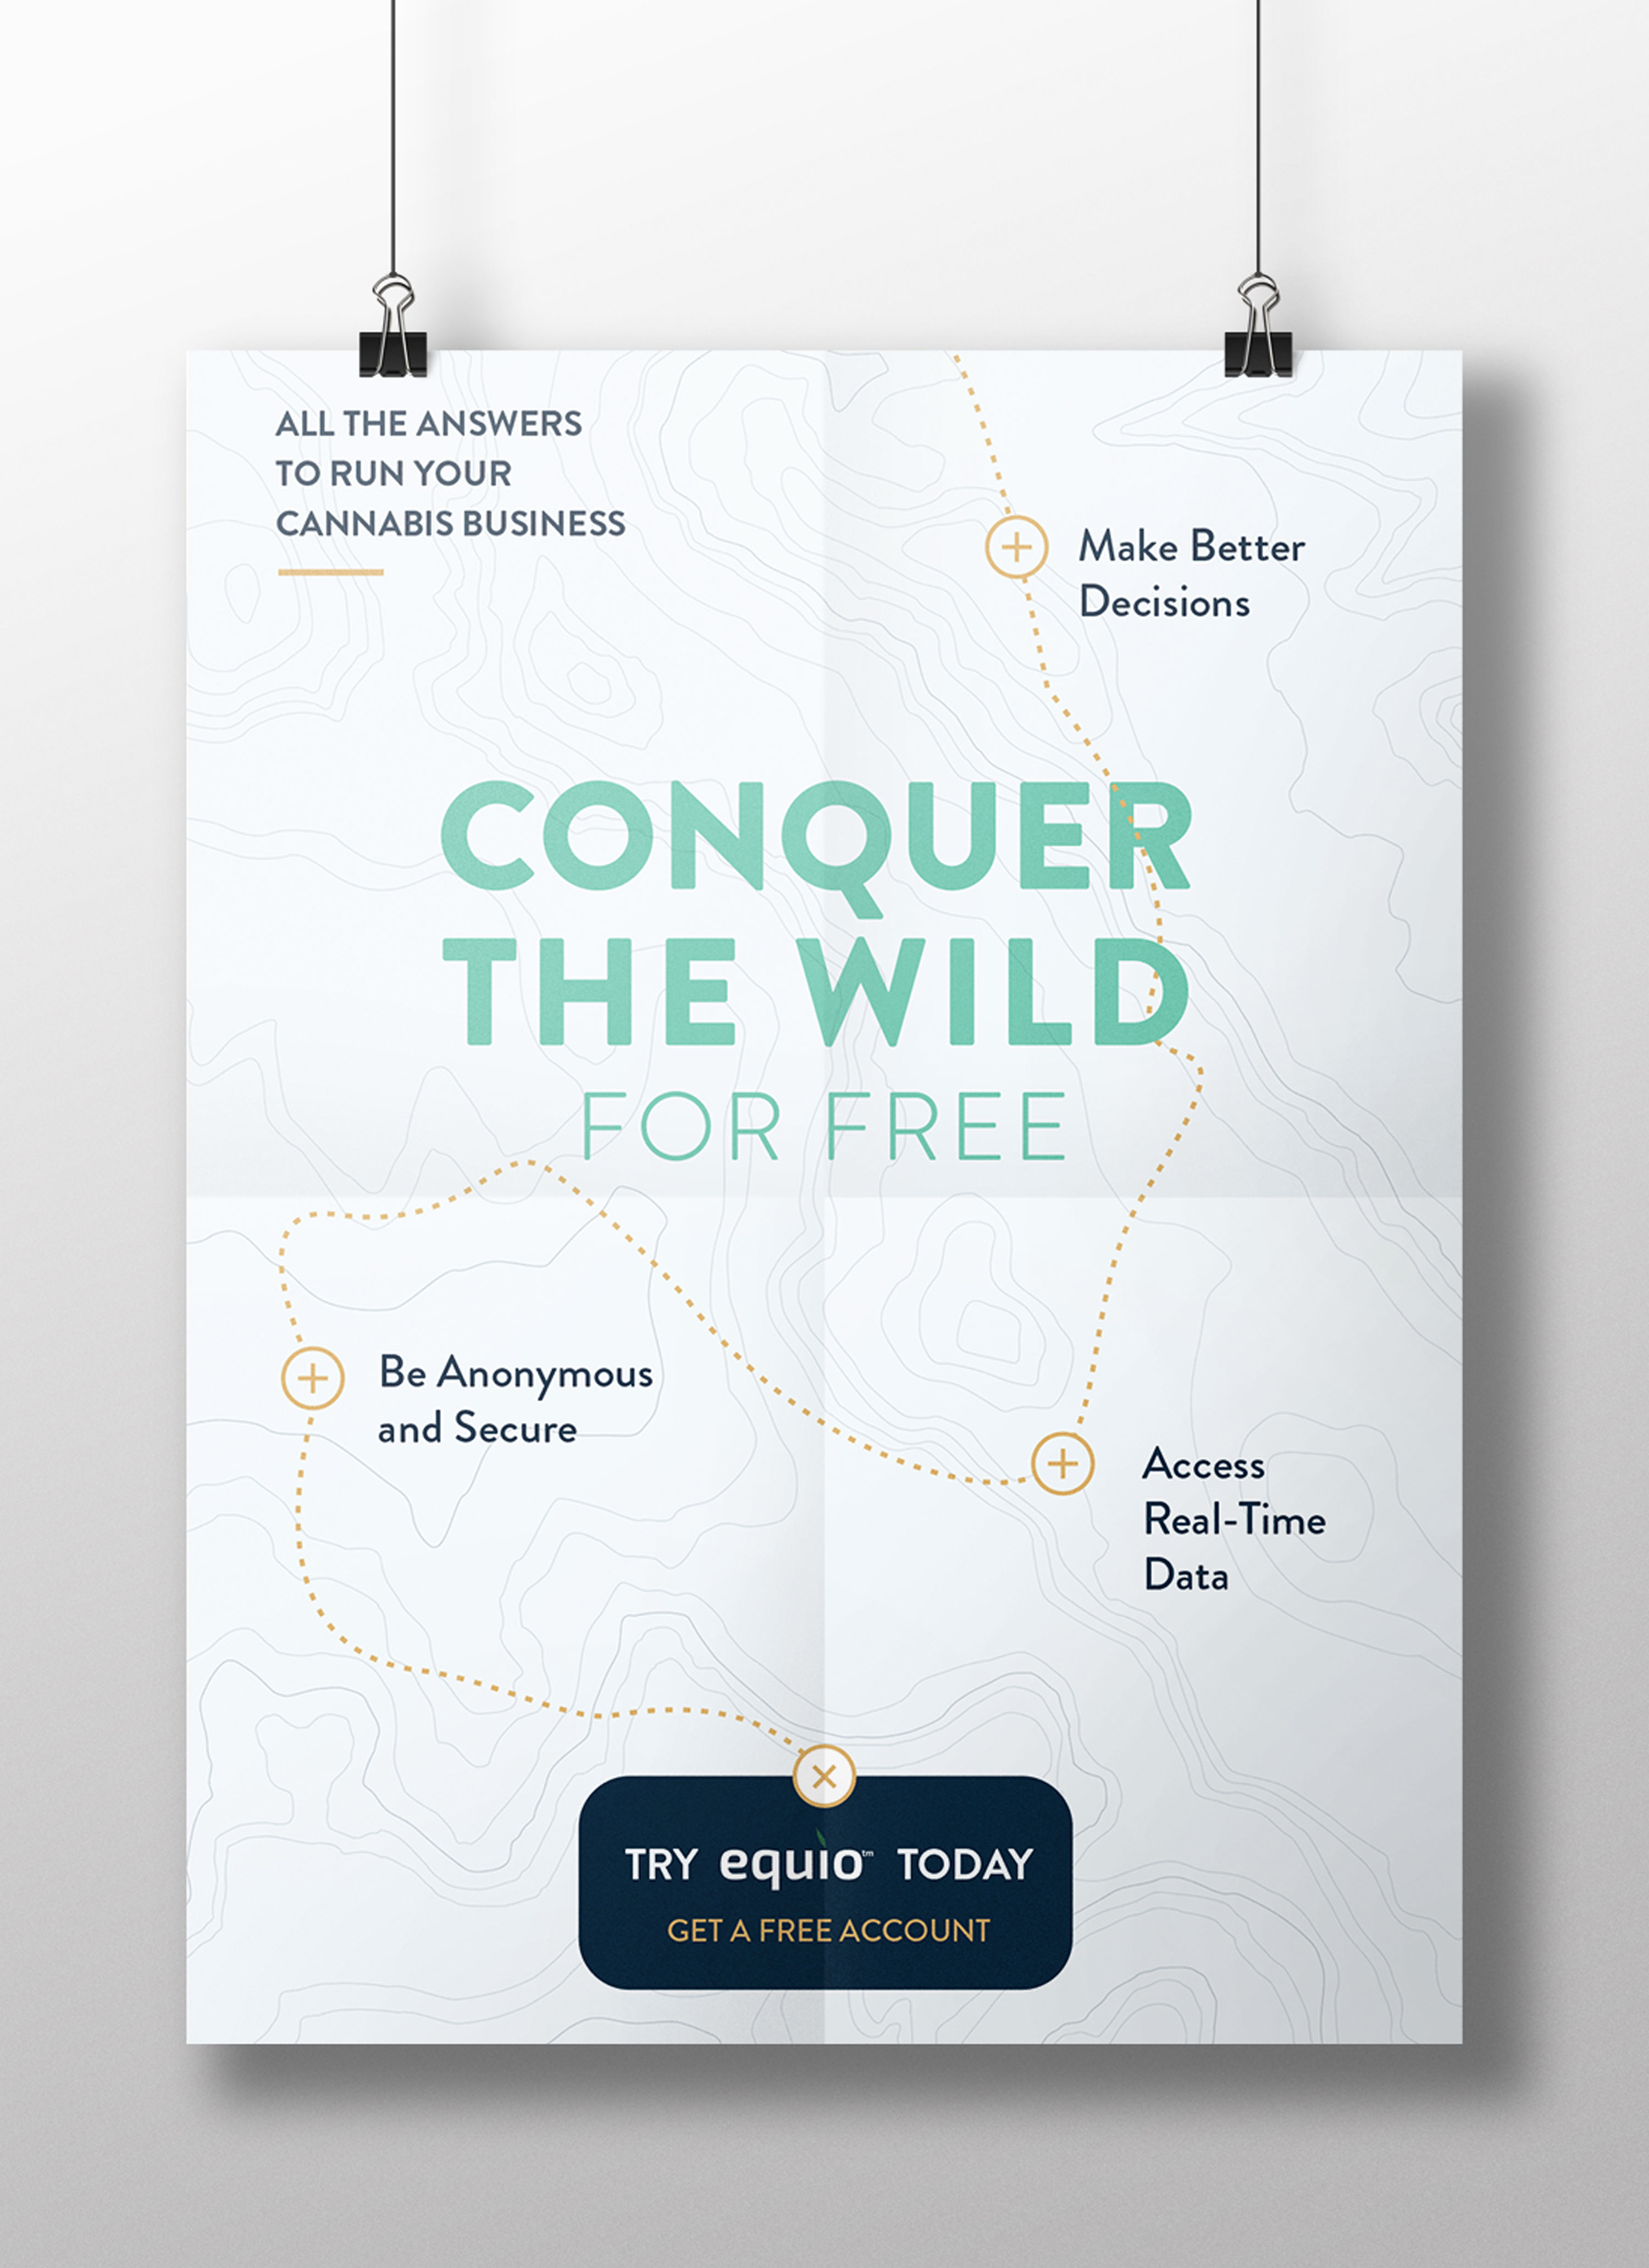 ALL THE ANSWERS
TO RUN YOUR
CANNABIS BUSINESS
Make Better
Decisions
CONQUER
THE WILD
FOR FREE
Be Anonymous
and Secure
Access
Real-Time
Data
TRY equio™ TODAY
GET A FREE ACCOUNT